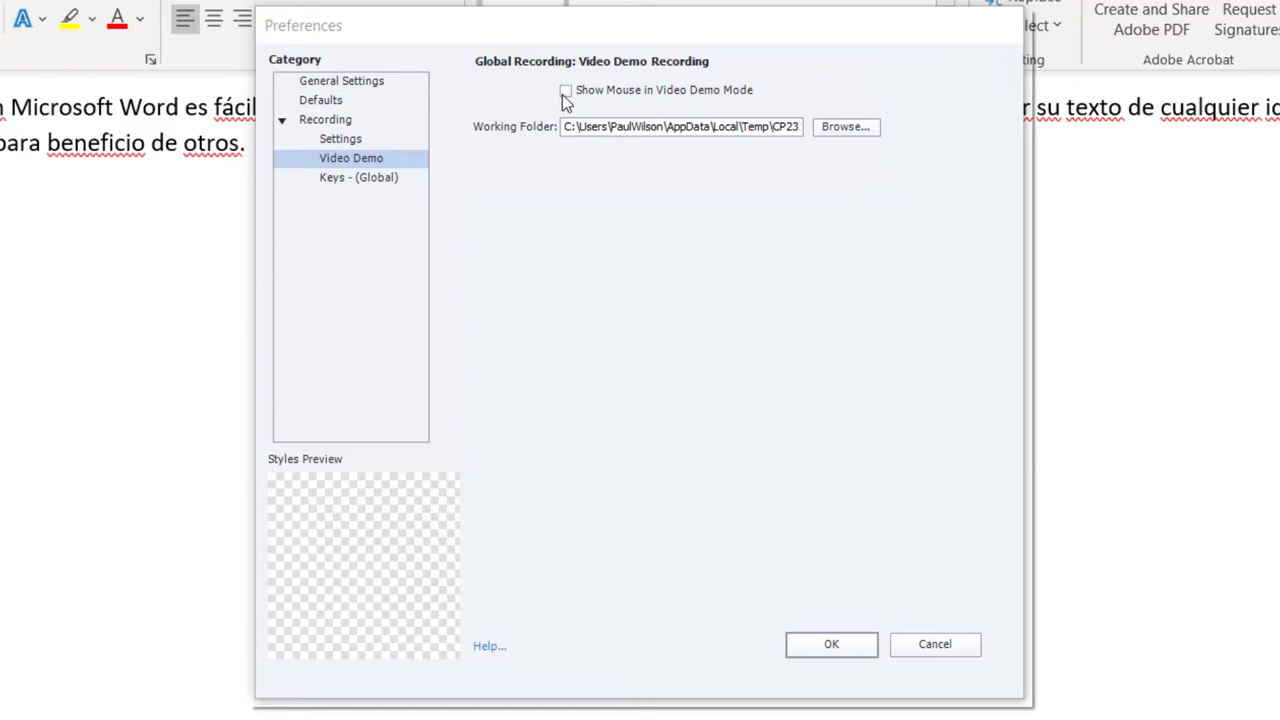 Preferences
Create and Share
Adobe PDF
Request
Signatures
Adobe Acrobat
Microsoft Word es fácil
su texto de cualquier
para beneficio de otros.
Category
General Settings
Defaults
Recording
Settings
Video Demo
Keys - (Global)
Global Recording: Video Demo Recording
Show Mouse in Video Demo Mode
Working Folder: C:\Users\PaulWilson\AppData\Local\Temp\CP23 Browse...
Styles Preview
Help...
OK
Cancel